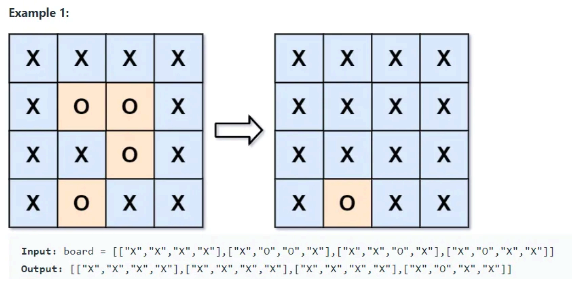 Example 1:
X X X X X X X X
X O O X X X X X
X X O X X X X X
X O X X X O X X
Input: board = [["X","X","X","X"],["X","O","O","X"],["X","X","O","X"],["X","O","X","X"]]
Output: [["X","X","X","X"],["X","X","X","X"],["X","X","X","X"],["X","O","X","X"]]